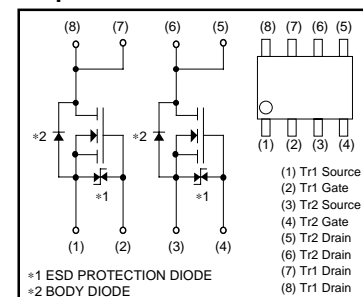 (8) (7) (6) (5)
(8) (7) (6) (5)
∗2 ∗2
∗1 ∗1
(1) (2) (3) (4)
(1) (2) (3) (4)
(1) Tr1 Source
(2) Tr1 Gate
(3) Tr2 Source
(4) Tr2 Gate
(5) Tr2 Drain
(6) Tr2 Drain
(7) Tr1 Drain
(8) Tr1 Drain
∗1 ESD PROTECTION DIODE
∗2 BODY DIODE